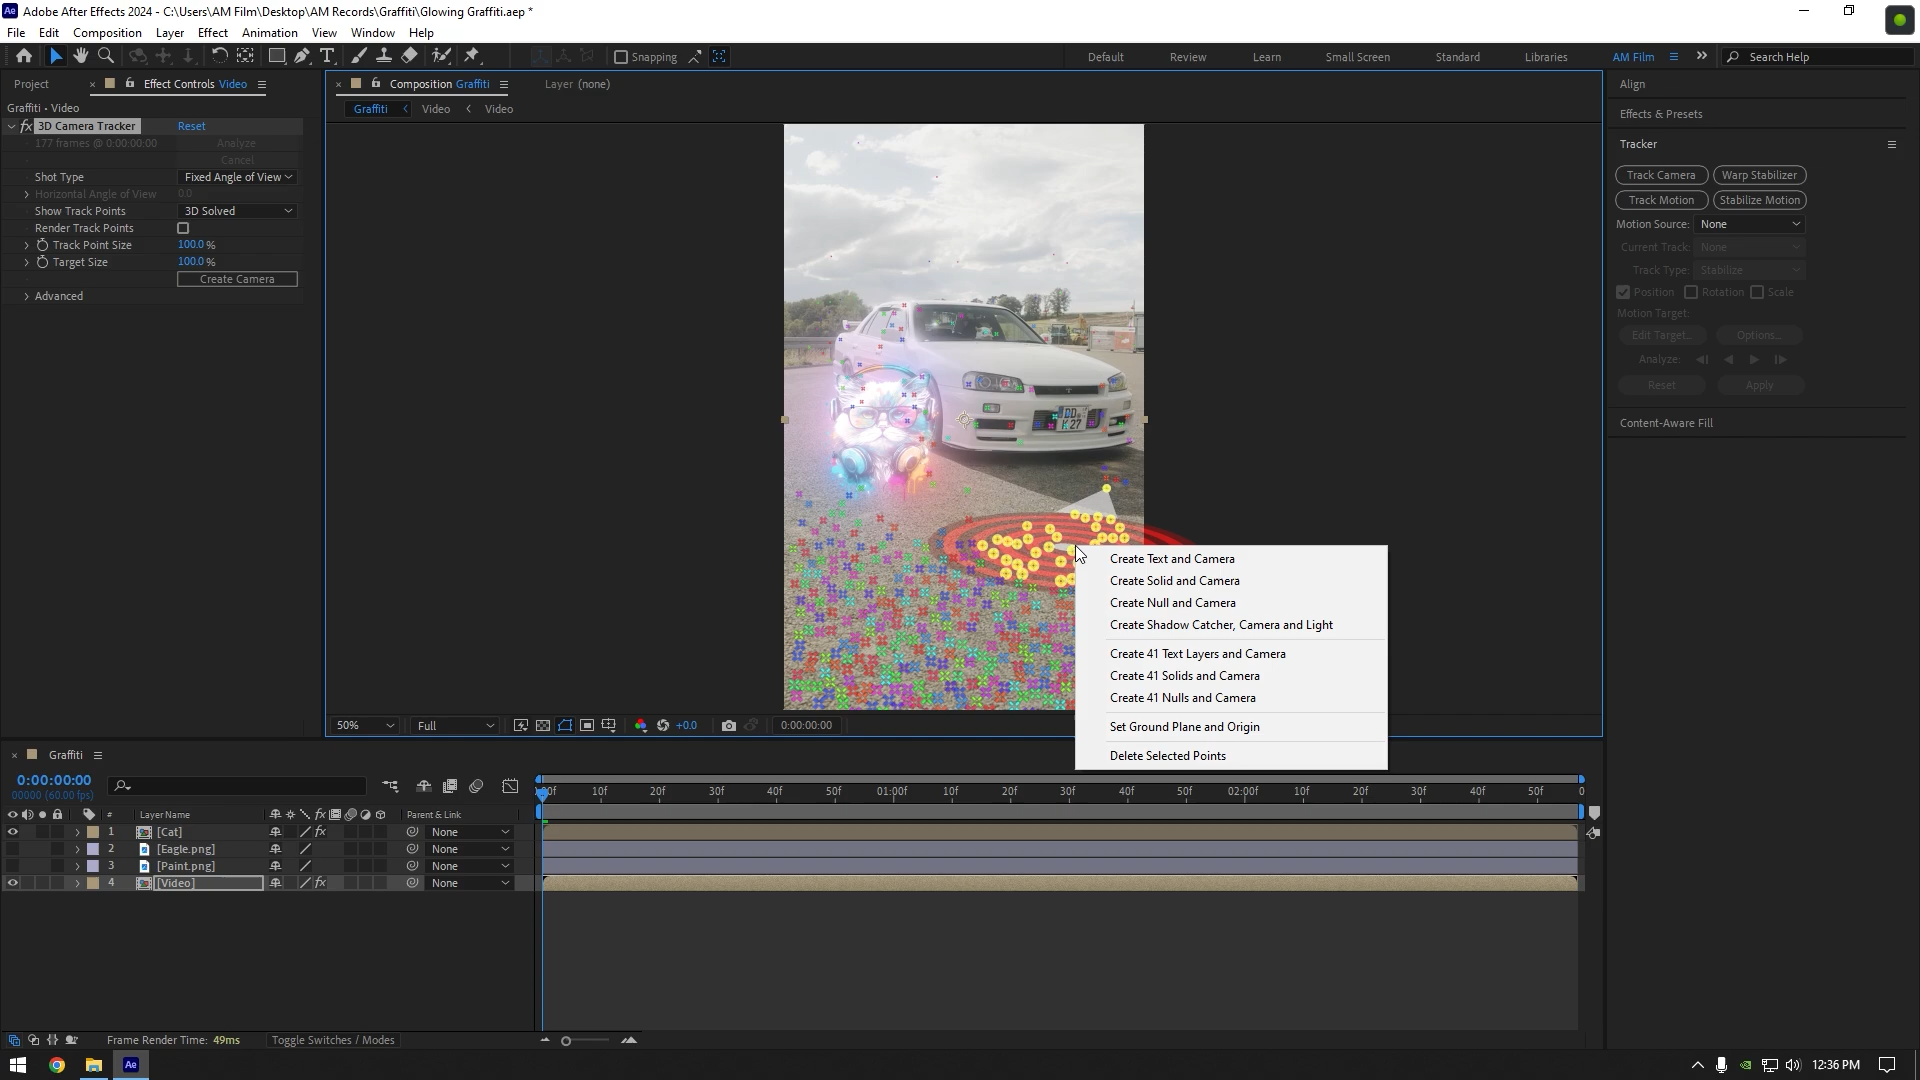 Adobe After Effects 2024 - C:\Users\AM Film\Desktop\AM Records\Graffiti\Glowing Graffiti.aep *
File Edit Composition Layer Effect Animation View Window Help
Snapping Default Review Learn Small Screen Standard Libraries AM Film Search Help
Project Effect Controls Video Composition Graffiti Layer (none)
Graffiti • Video
Graffiti Video Video
3D Camera Tracker Reset
177 frames @ 0:00:00:00 Analyze
Cancel
Shot Type Fixed Angle of View
Horizontal Angle of View 0.0
Show Track Points 3D Solved
Render Track Points
Track Point Size 100.0 %
Target Size 100.0 %
Create Camera
Advanced
Align
Effects & Presets
Tracker
Track Camera Warp Stabilizer
Track Motion Stabilize Motion
Motion Source: None
Current Track: None
Track Type: Stabilize
Position Rotation Scale
Motion Target:
Edit Target... Options...
Analyze:
Reset Apply
Content-Aware Fill
Create Text and Camera
Create Solid and Camera
Create Null and Camera
Create Shadow Catcher, Camera and Light
Create 41 Text Layers and Camera
Create 41 Solids and Camera
Create 41 Nulls and Camera
Set Ground Plane and Origin
Delete Selected Points
50% Full +0.0 0:00:00:00
Graffiti
0:00:00:00
00000 (60.00 fps)
10f 20f 30f 40f 50f 01:00f 10f 20f 30f 40f 50f 02:00f 10f 20f 30f 40f 50f
# Layer Name Parent & Link
1 [Cat] None
2 [Eagle.png] None
3 [Paint.png] None
4 [Video] None
Frame Render Time: 49ms Toggle Switches / Modes
12:36 PM